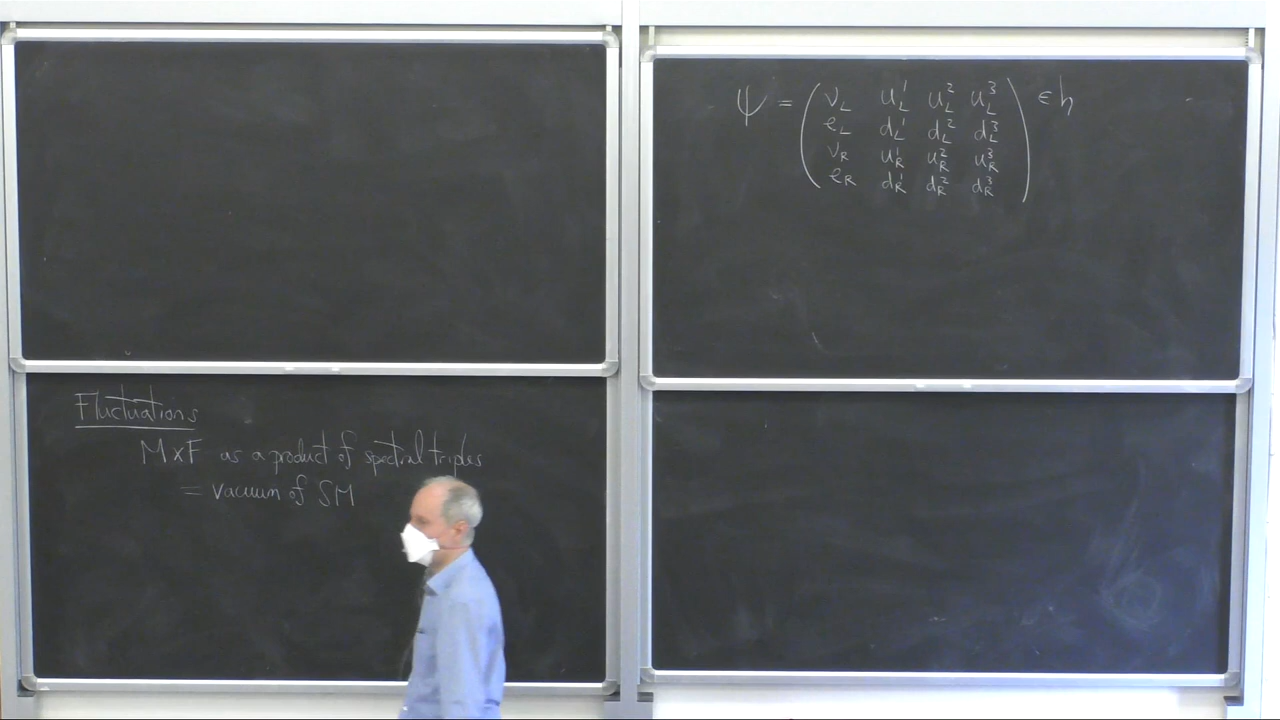 Fluctuations
M×F as a product of spectral triples
= vacuum of SM
ψ = ( ν_L u_L^1 u_L^2 u_L^3 ) ∈ h
e_L d_L^1 d_L^2 d_L^3
ν_R u_R^1 u_R^2 u_R^3
e_R d_R^1 d_R^2 d_R^3